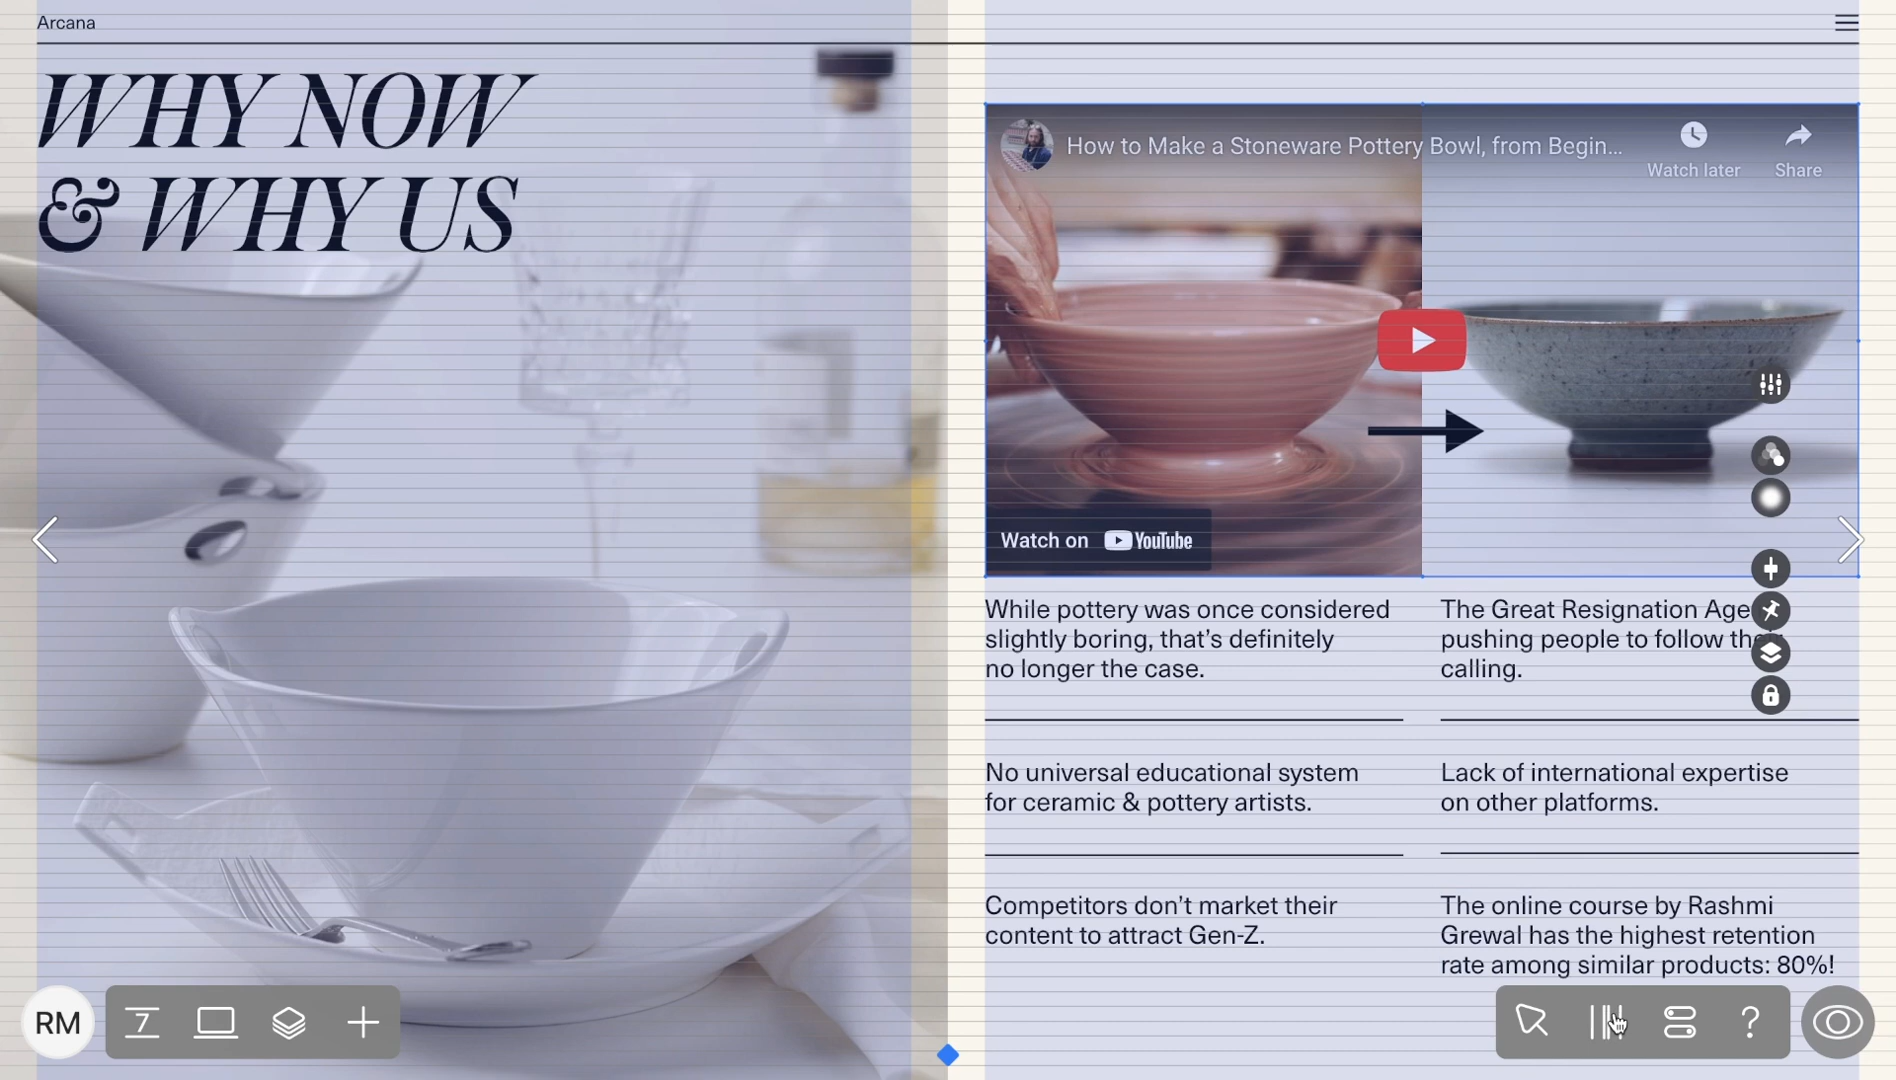 Arcana
WHY NOW
& WHY US
How to Make a Stoneware Pottery Bowl, from Begin...
Watch later
Share
Watch on YouTube
While pottery was once considered
slightly boring, that’s definitely
no longer the case.
The Great Resignation Age
pushing people to follow their
calling.
No universal educational system
for ceramic & pottery artists.
Lack of international expertise
on other platforms.
Competitors don’t market their
content to attract Gen-Z.
The online course by Rashmi
Grewal has the highest retention
rate among similar products: 80%!
RM
7
?